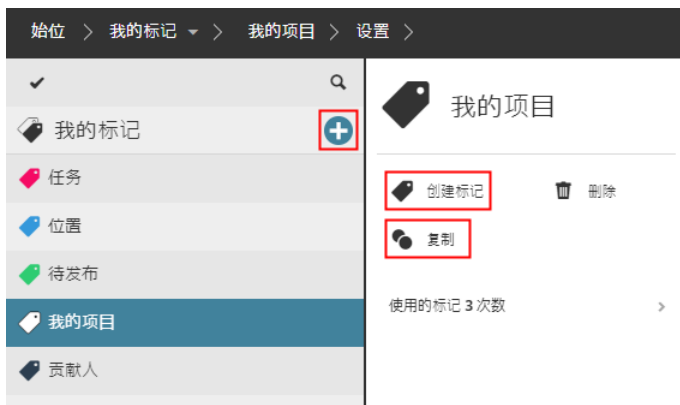 始位 > 我的标记 > 我的项目 > 设置 >
我的标记
任务
位置
待发布
我的项目
贡献人
我的项目
创建标记
删除
复制
使用的标记 3 次数